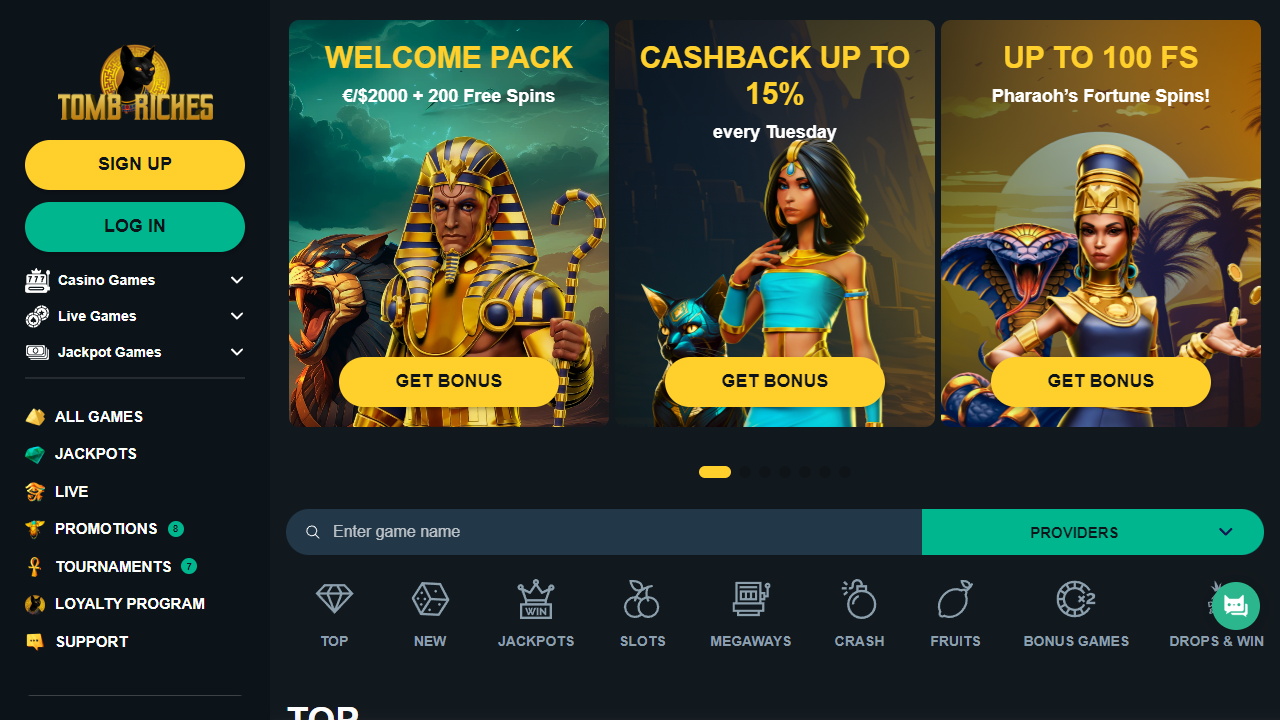 TOMB OF RICHES
SIGN UP
LOG IN
Casino Games
Live Games
Jackpot Games
ALL GAMES
JACKPOTS
LIVE
PROMOTIONS 8
TOURNAMENTS 7
LOYALTY PROGRAM
SUPPORT
WELCOME PACK
€/$2000 + 200 Free Spins
GET BONUS
CASHBACK UP TO
15%
every Tuesday
GET BONUS
UP TO 100 FS
Pharaoh’s Fortune Spins!
GET BONUS
Enter game name
PROVIDERS
WIN
x2
TOP
NEW
JACKPOTS
SLOTS
MEGAWAYS
CRASH
FRUITS
BONUS GAMES
DROPS & WIN
TOP